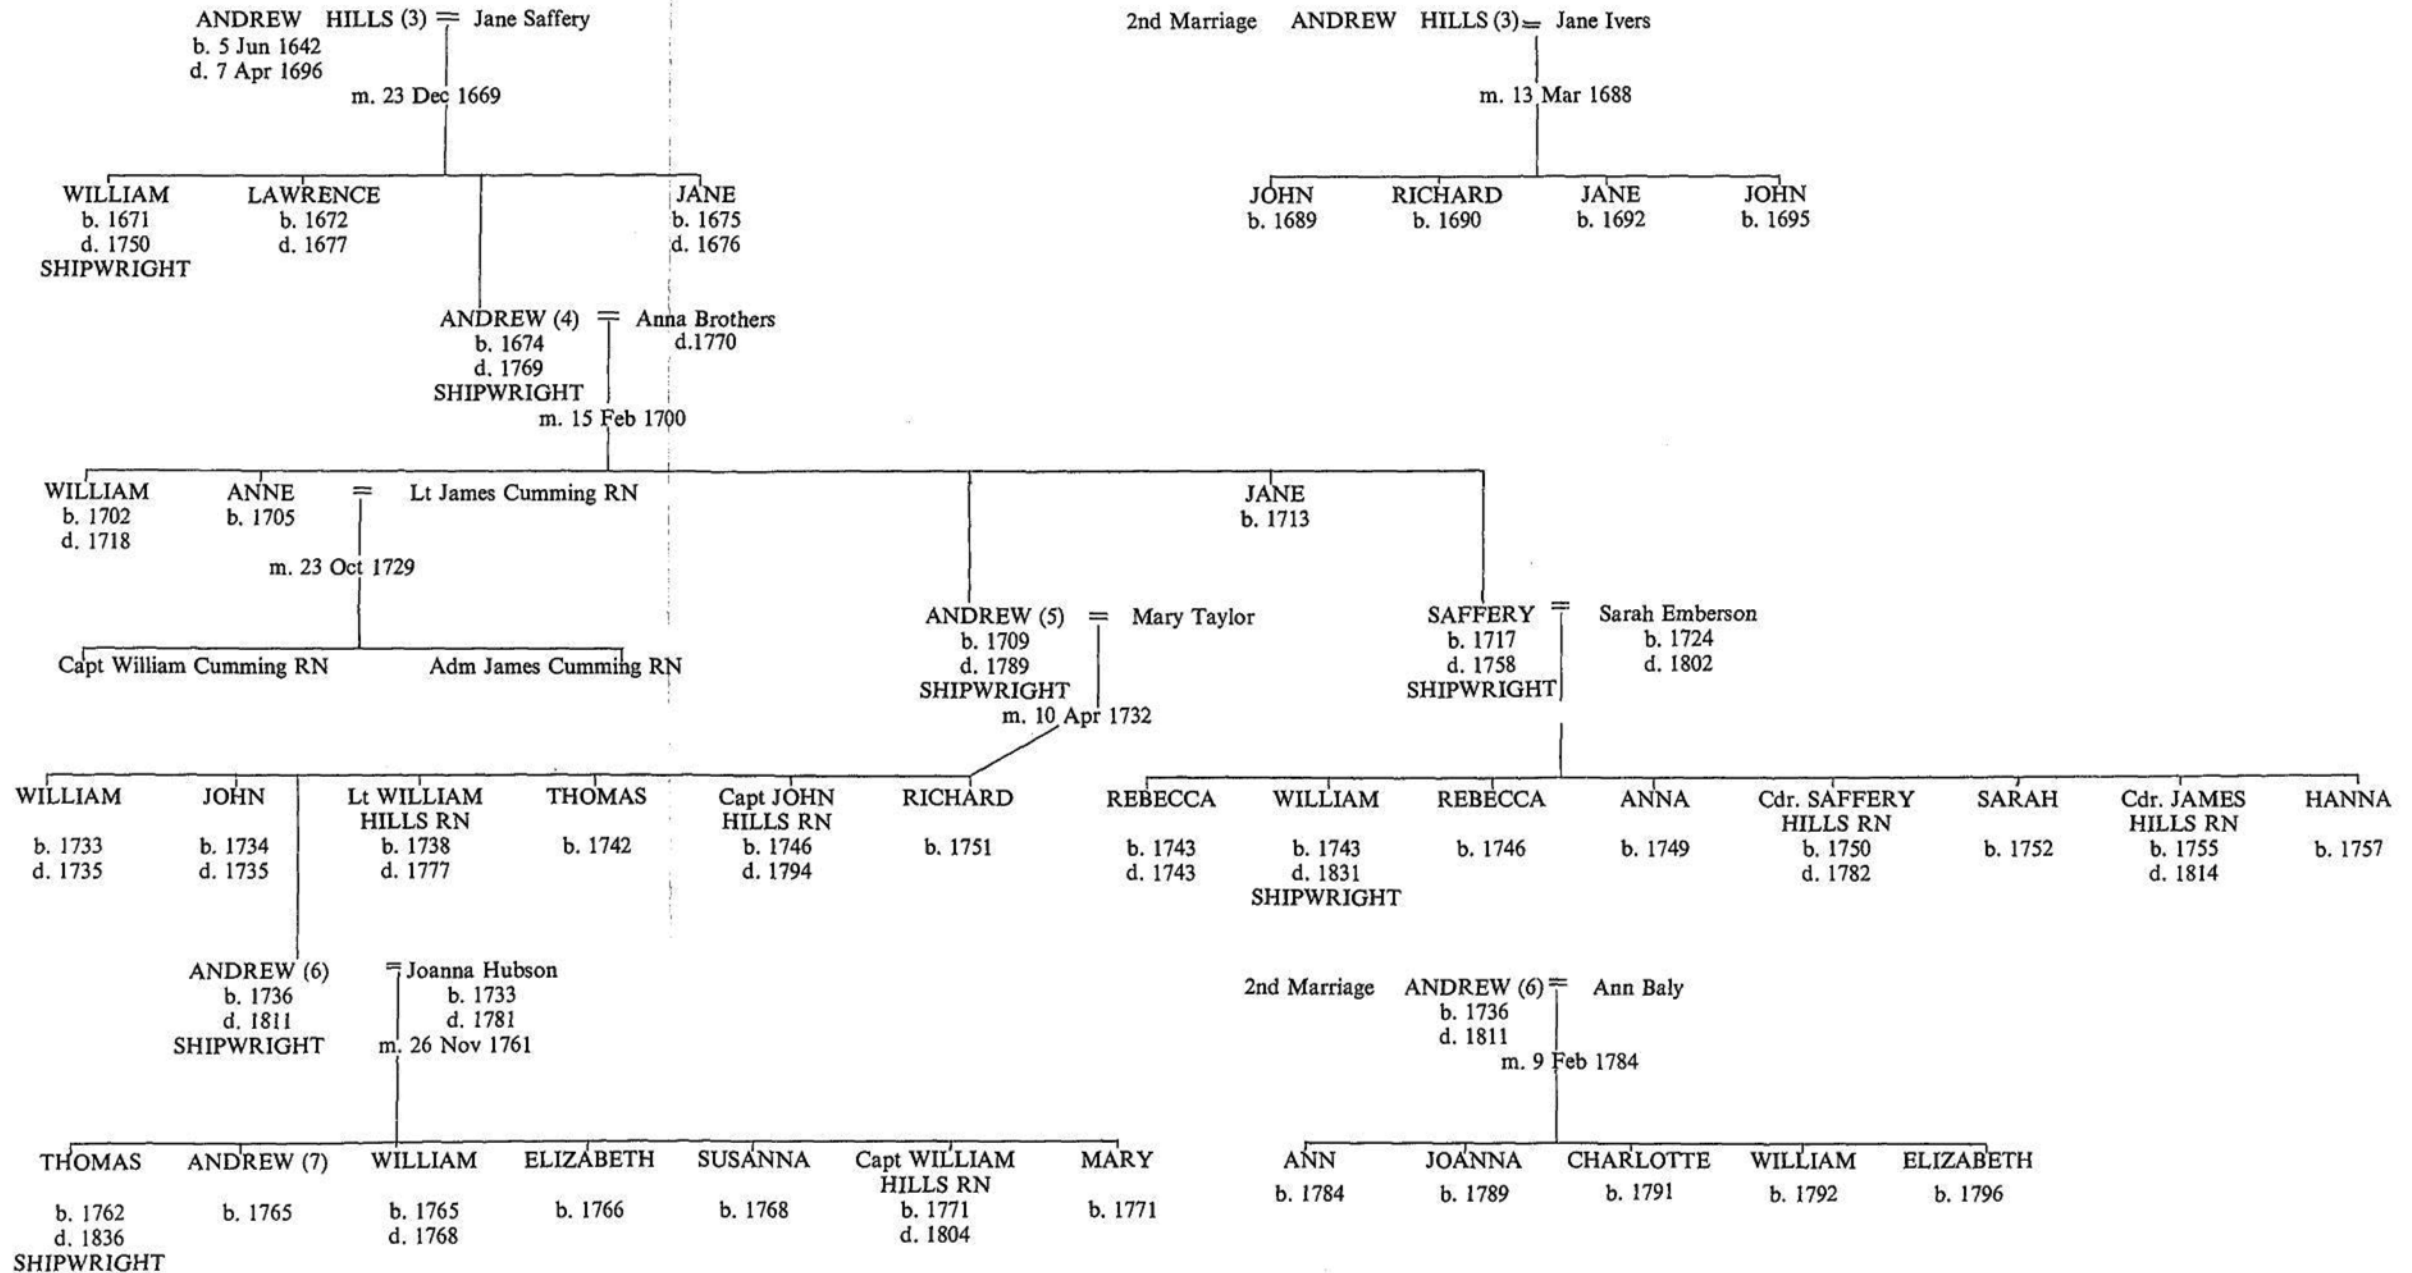 ANDREW HILLS (3) = Jane Saffery
b. 5 Jun 1642
d. 7 Apr 1696
m. 23 Dec 1669
2nd Marriage ANDREW HILLS (3) = Jane Ivers
m. 13 Mar 1688
WILLIAM
b. 1671
d. 1750
SHIPWRIGHT
LAWRENCE
b. 1672
d. 1677
JANE
b. 1675
d. 1676
JOHN
b. 1689
RICHARD
b. 1690
JANE
b. 1692
JOHN
b. 1695
ANDREW (4) = Anna Brothers
b. 1674
d. 1769
SHIPWRIGHT
d.1770
m. 15 Feb 1700
WILLIAM
b. 1702
d. 1718
ANNE = Lt James Cumming RN
b. 1705
m. 23 Oct 1729
JANE
b. 1713
Capt William Cumming RN
Adm James Cumming RN
ANDREW (5) = Mary Taylor
b. 1709
d. 1789
SHIPWRIGHT
m. 10 Apr 1732
SAFFERY = Sarah Emberson
b. 1717
d. 1758
SHIPWRIGHT
b. 1724
d. 1802
WILLIAM
b. 1733
d. 1735
JOHN
b. 1734
d. 1735
Lt WILLIAM
HILLS RN
b. 1738
d. 1777
THOMAS
b. 1742
Capt JOHN
HILLS RN
b. 1746
d. 1794
RICHARD
b. 1751
REBECCA
b. 1743
d. 1743
WILLIAM
b. 1743
d. 1831
SHIPWRIGHT
REBECCA
b. 1746
ANNA
b. 1749
Cdr. SAFFERY
HILLS RN
b. 1750
d. 1782
SARAH
b. 1752
Cdr. JAMES
HILLS RN
b. 1755
d. 1814
HANNA
b. 1757
ANDREW (6) = Joanna Hubson
b. 1736
d. 1811
SHIPWRIGHT
b. 1733
d. 1781
m. 26 Nov 1761
2nd Marriage ANDREW (6) = Ann Baly
b. 1736
d. 1811
m. 9 Feb 1784
THOMAS
b. 1762
d. 1836
SHIPWRIGHT
ANDREW (7)
b. 1765
WILLIAM
b. 1765
d. 1768
ELIZABETH
b. 1766
SUSANNA
b. 1768
Capt WILLIAM
HILLS RN
b. 1771
d. 1804
MARY
b. 1771
ANN
b. 1784
JOANNA
b. 1789
CHARLOTTE
b. 1791
WILLIAM
b. 1792
ELIZABETH
b. 1796